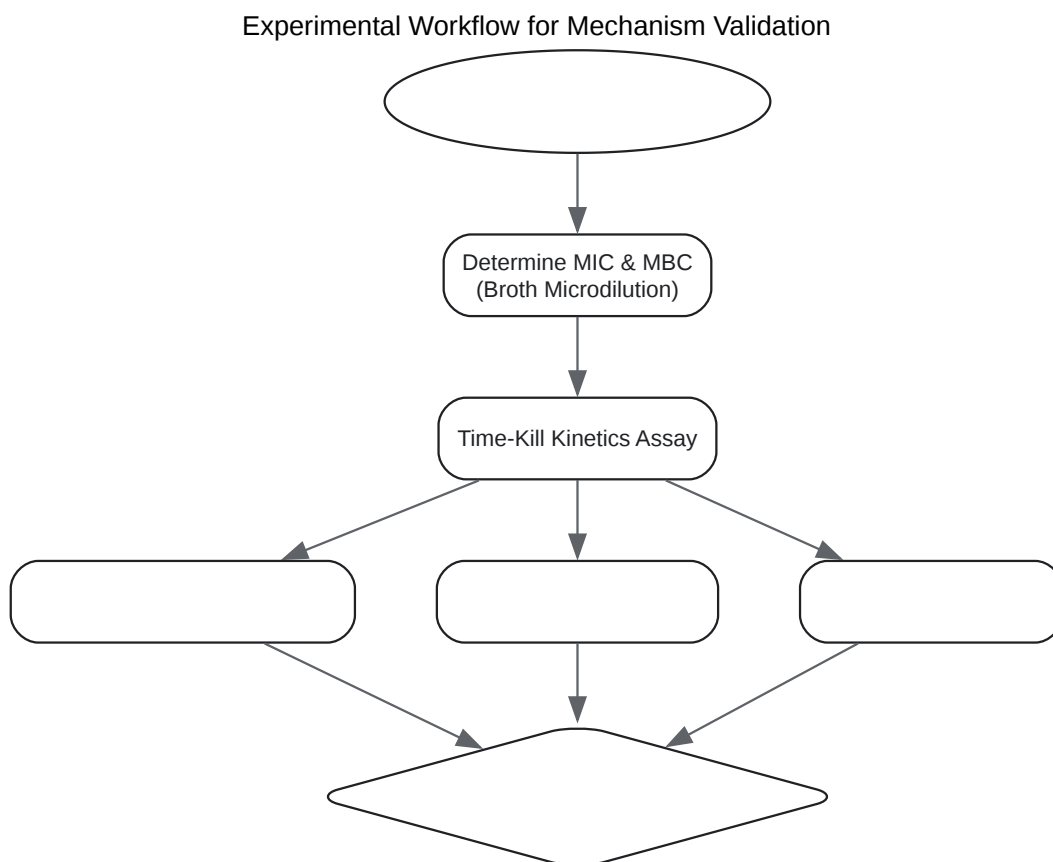 Experimental Workflow for Mechanism Validation
Determine MIC & MBC
(Broth Microdilution)
Time-Kill Kinetics Assay